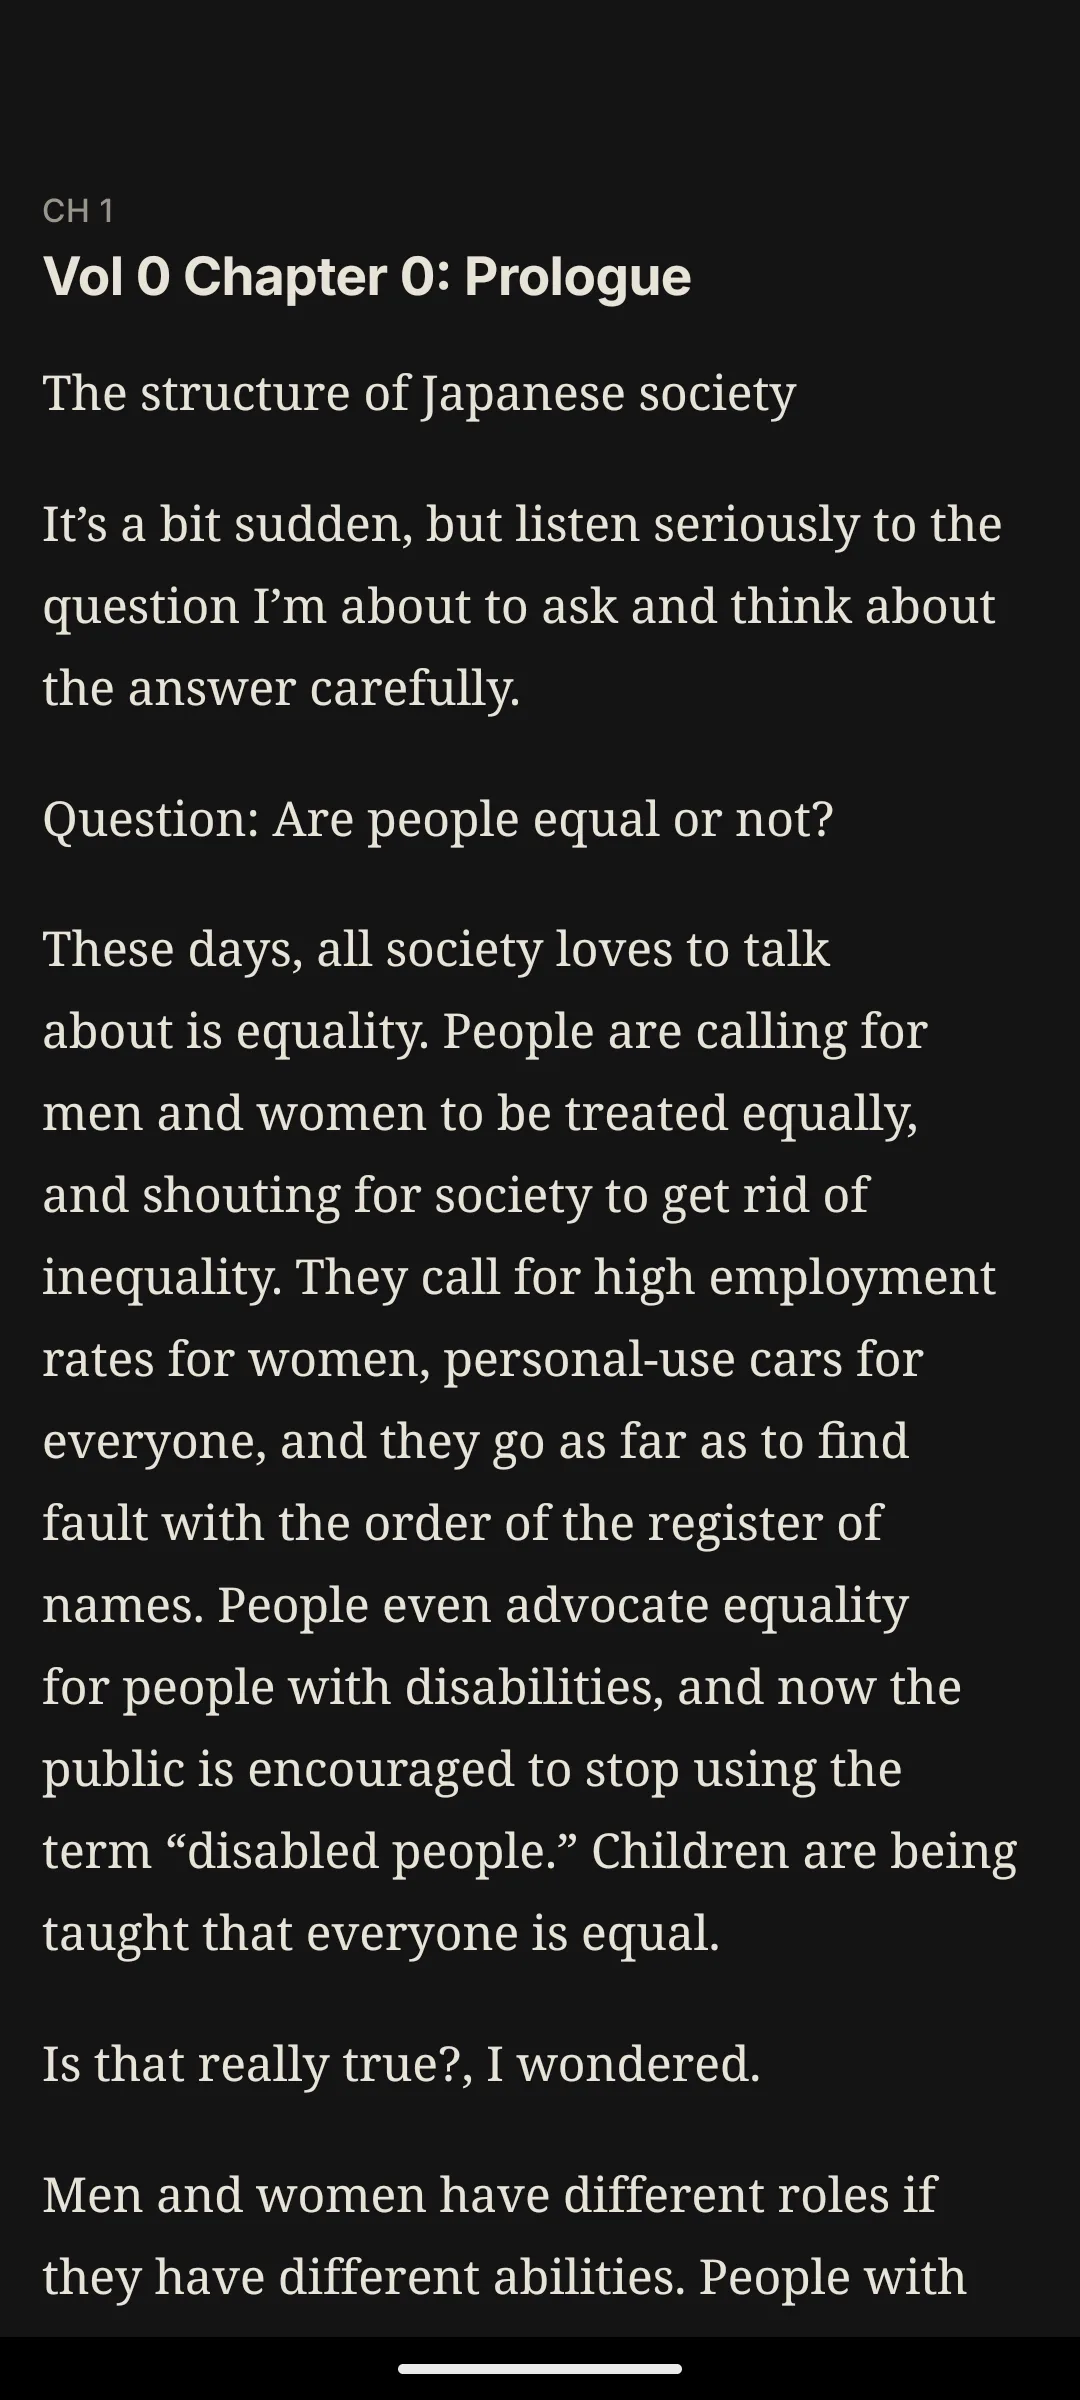 CH 1
Vol 0 Chapter 0: Prologue
The structure of Japanese society
It’s a bit sudden, but listen seriously to the
question I’m about to ask and think about
the answer carefully.
Question: Are people equal or not?
These days, all society loves to talk
about is equality. People are calling for
men and women to be treated equally,
and shouting for society to get rid of
inequality. They call for high employment
rates for women, personal-use cars for
everyone, and they go as far as to find
fault with the order of the register of
names. People even advocate equality
for people with disabilities, and now the
public is encouraged to stop using the
term “disabled people.” Children are being
taught that everyone is equal.
Is that really true?, I wondered.
Men and women have different roles if
they have different abilities. People with